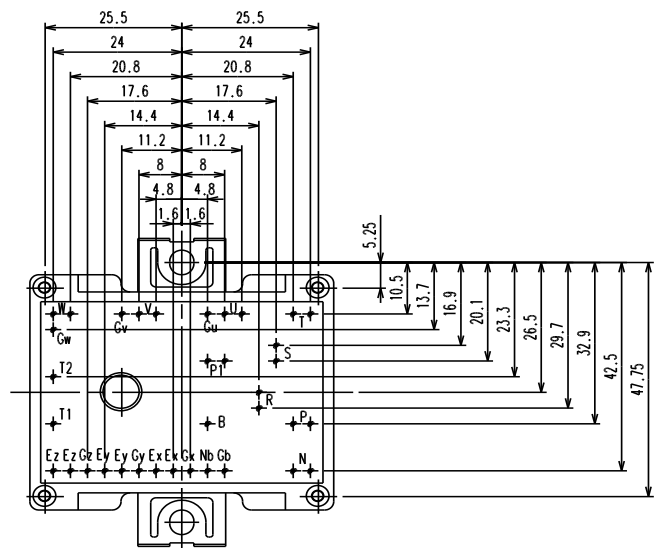 25.5 25.5
24 24
20.8 20.8
17.6 17.6
14.4 14.4
11.2 11.2
8 8
4.8 4.8
1.6 1.6
5.25
10.5
13.7
16.9
20.1
23.3
26.5
29.7
32.9
42.5
47.75
W V U T
Gw Gv Gu
S
T2 P1
R
T1 B P
Ez Ez Gz Ey Ey Gy Ex Ex Gx Nb Gb N